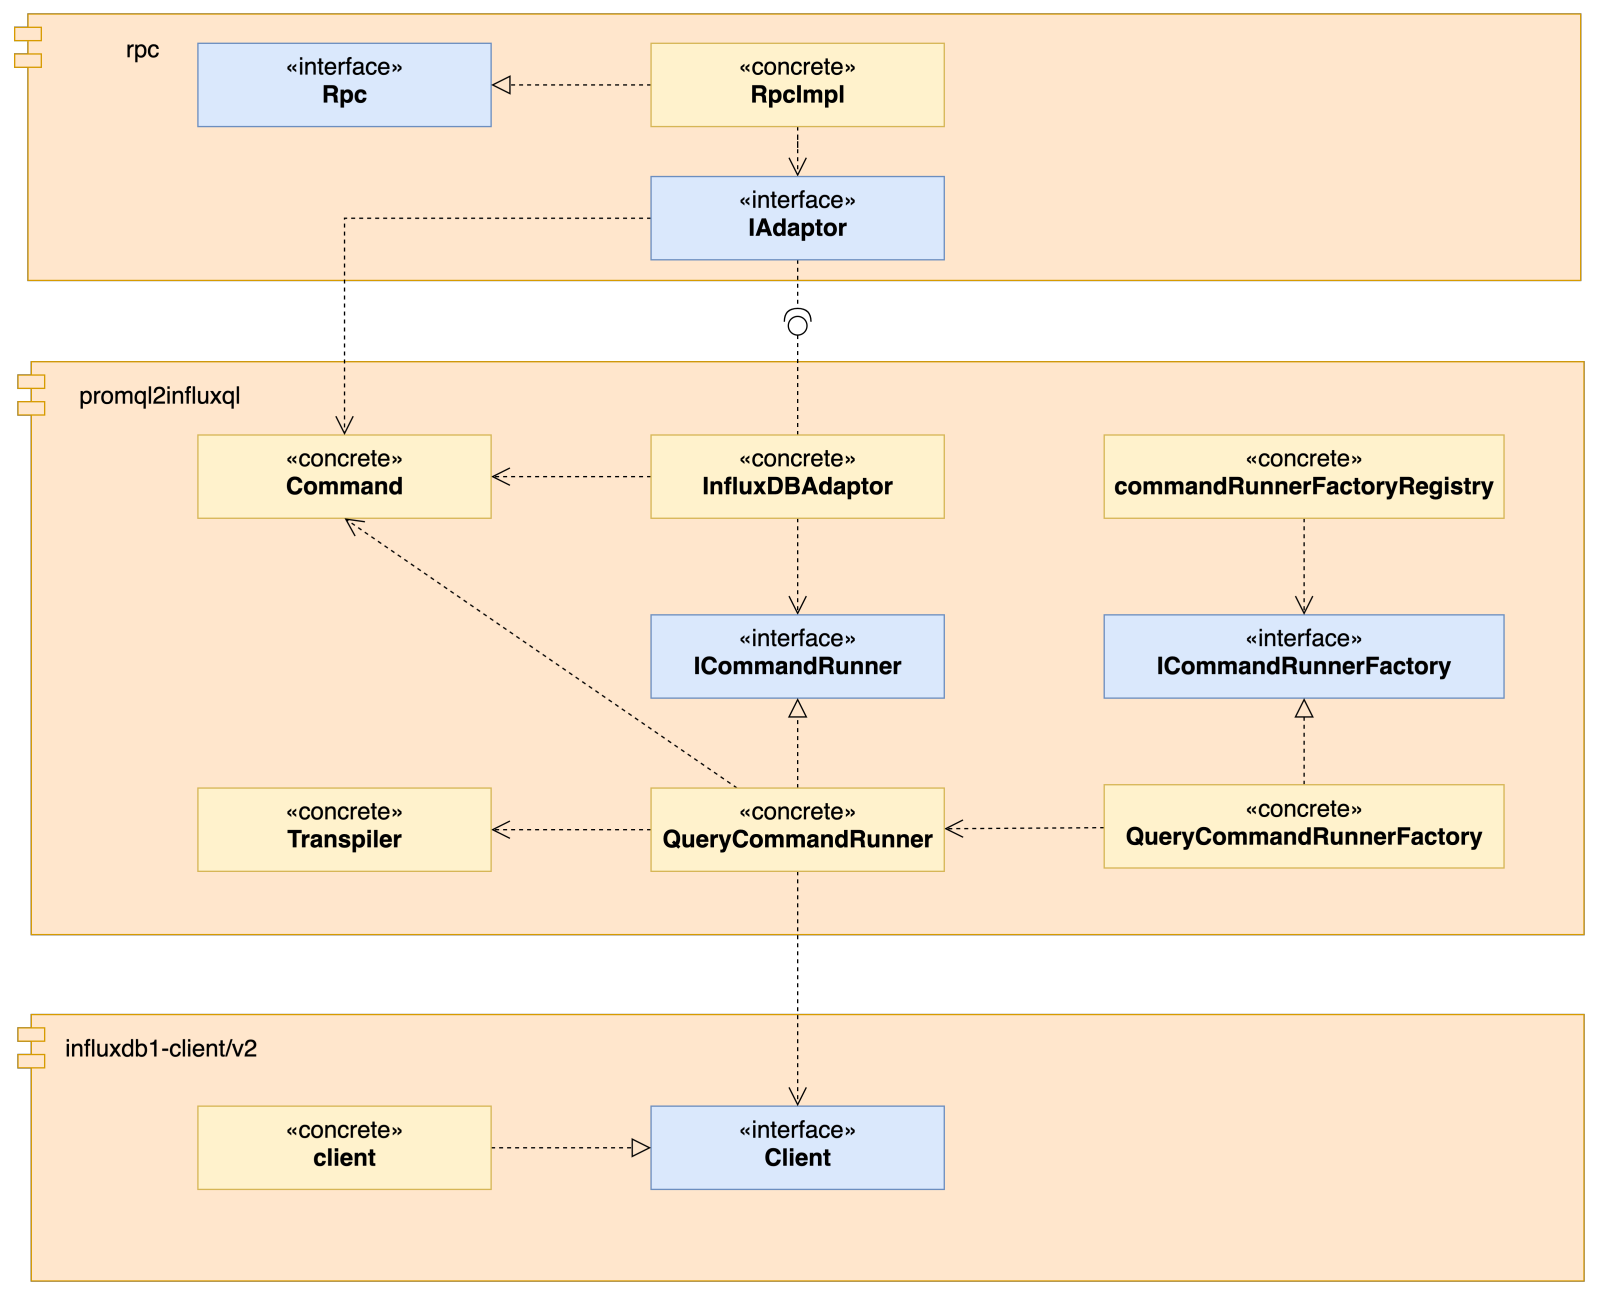 rpc
«interface»
Rpc
«concrete»
RpcImpl
«interface»
IAdaptor
promql2influxql
«concrete»
Command
«concrete»
InfluxDBAdaptor
«concrete»
commandRunnerFactoryRegistry
«interface»
ICommandRunner
«interface»
ICommandRunnerFactory
«concrete»
Transpiler
«concrete»
QueryCommandRunner
«concrete»
QueryCommandRunnerFactory
influxdb1-client/v2
«concrete»
client
«interface»
Client